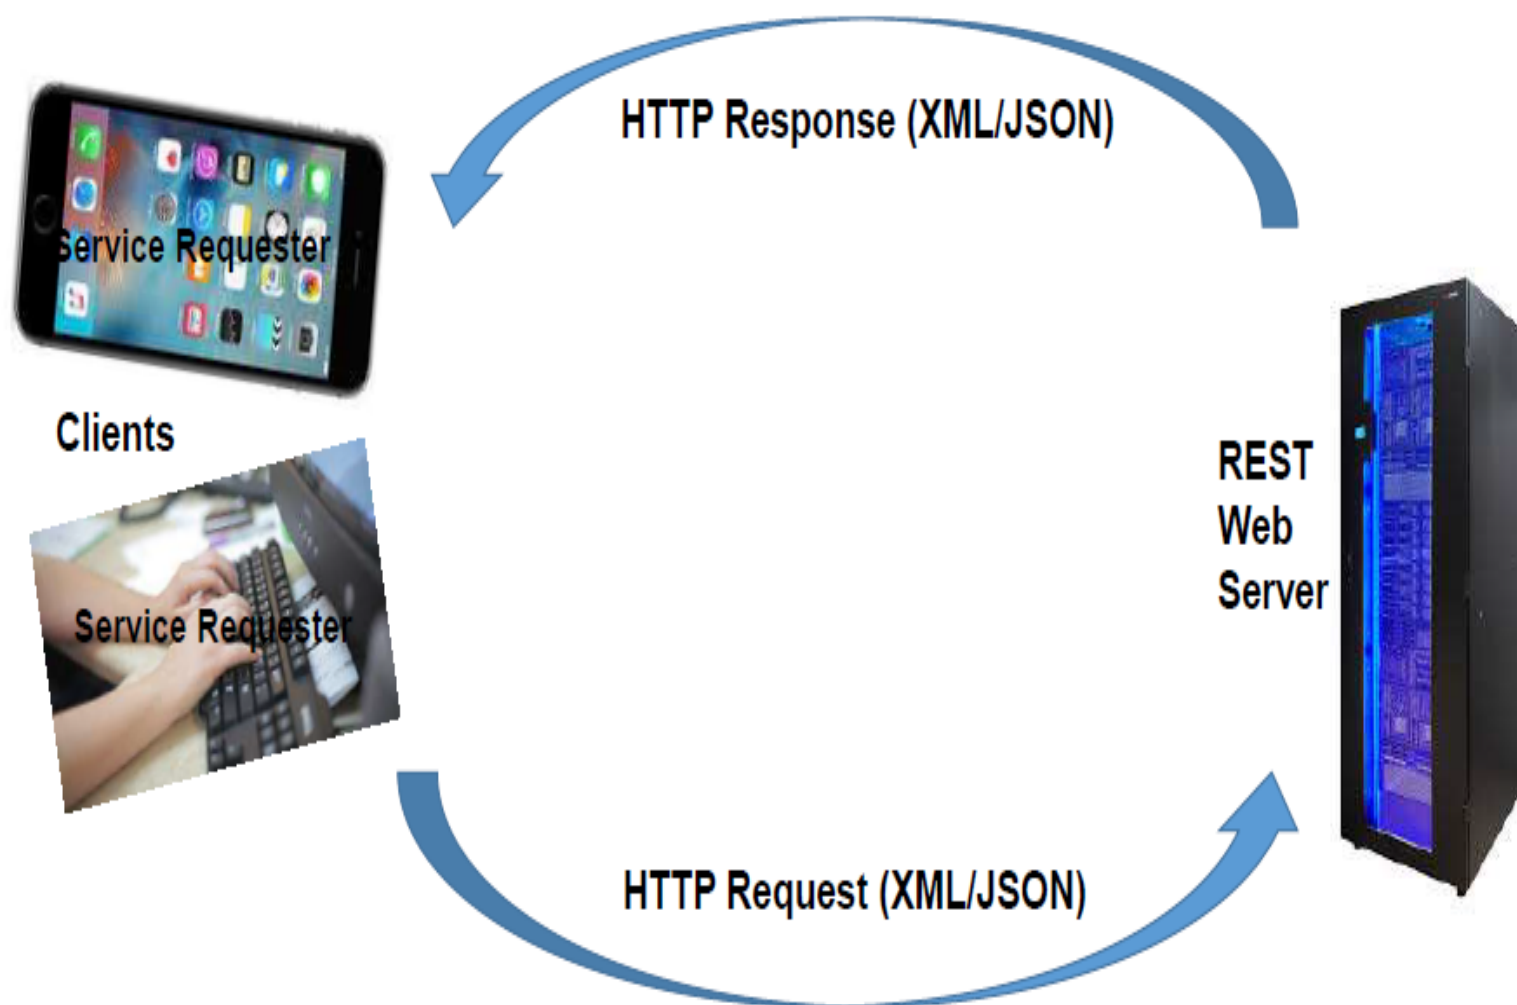 HTTP Response (XML/JSON)
Service Requester
Clients
Service Requester
REST
Web
Server
HTTP Request (XML/JSON)